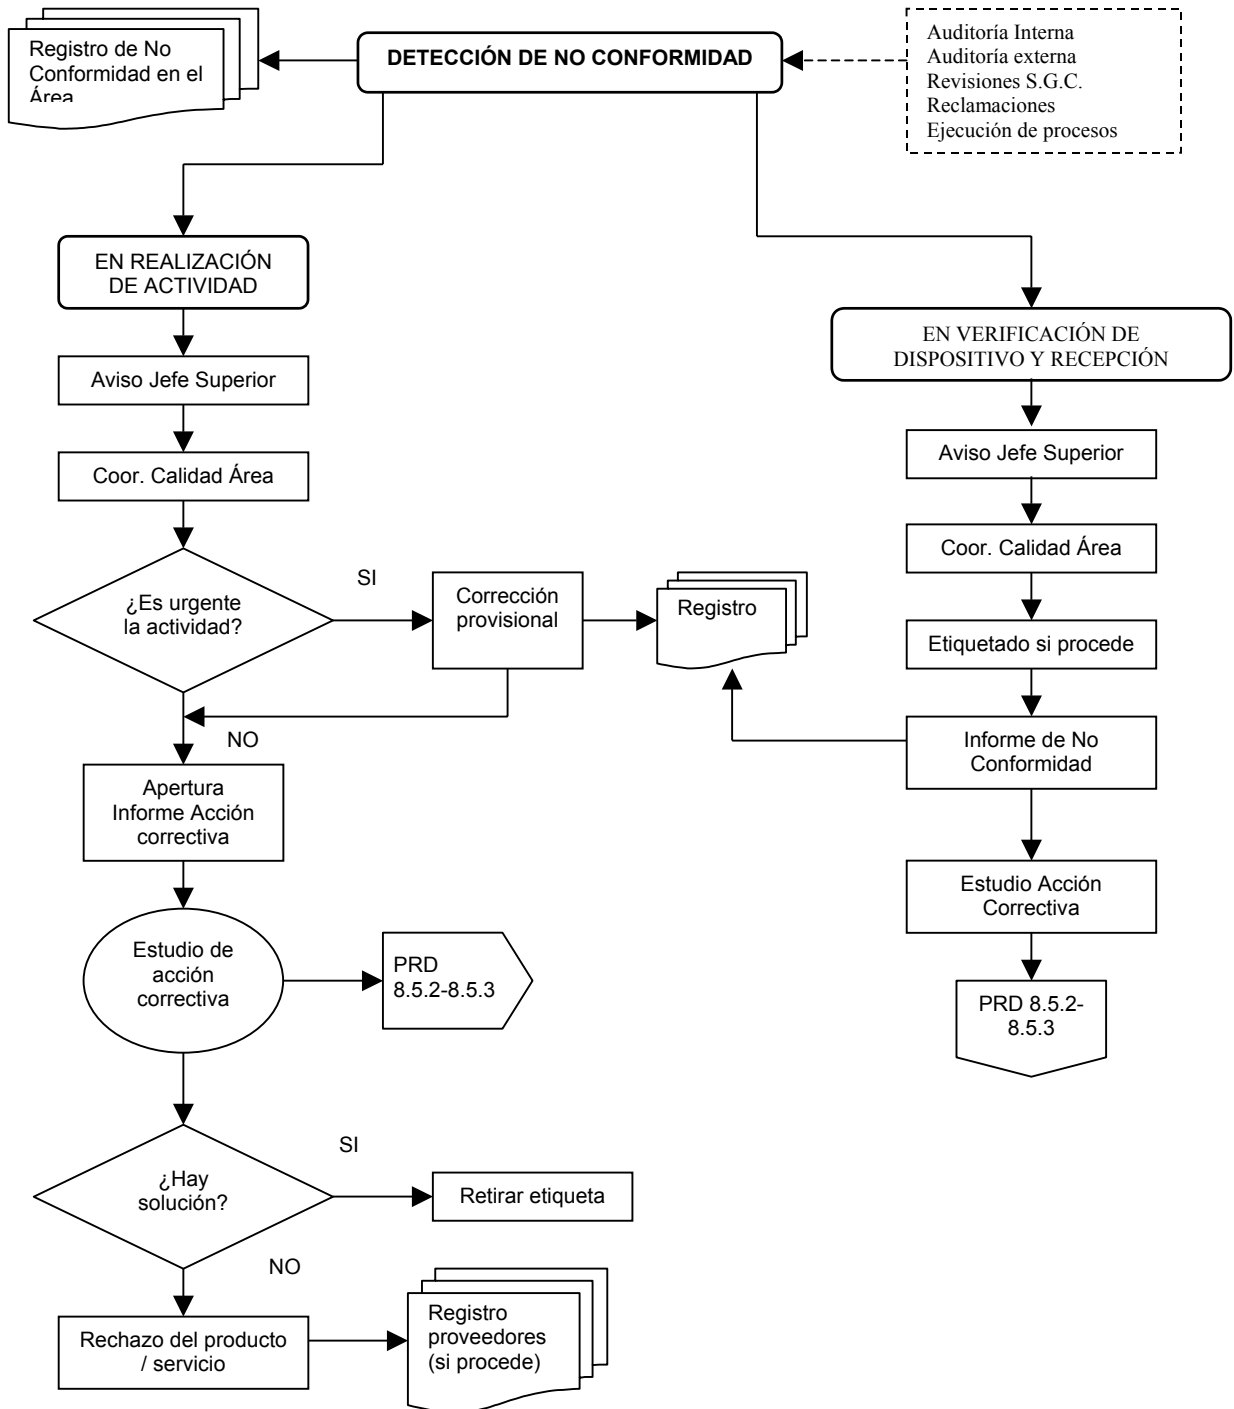 Registro de No
Conformidad en el
Área
DETECCIÓN DE NO CONFORMIDAD
Auditoría Interna
Auditoría externa
Revisiones S.G.C.
Reclamaciones
Ejecución de procesos
EN REALIZACIÓN
DE ACTIVIDAD
EN VERIFICACIÓN DE
DISPOSITIVO Y RECEPCIÓN
Aviso Jefe Superior
Aviso Jefe Superior
Coor. Calidad Área
Coor. Calidad Área
¿Es urgente
la actividad?
SI
Corrección
provisional
Registro
Etiquetado si procede
NO
Informe de No
Conformidad
Apertura
Informe Acción
correctiva
Estudio Acción
Correctiva
Estudio de
acción
correctiva
PRD
8.5.2-8.5.3
PRD 8.5.2-
8.5.3
¿Hay
solución?
SI
Retirar etiqueta
NO
Rechazo del producto
/ servicio
Registro
proveedores
(si procede)